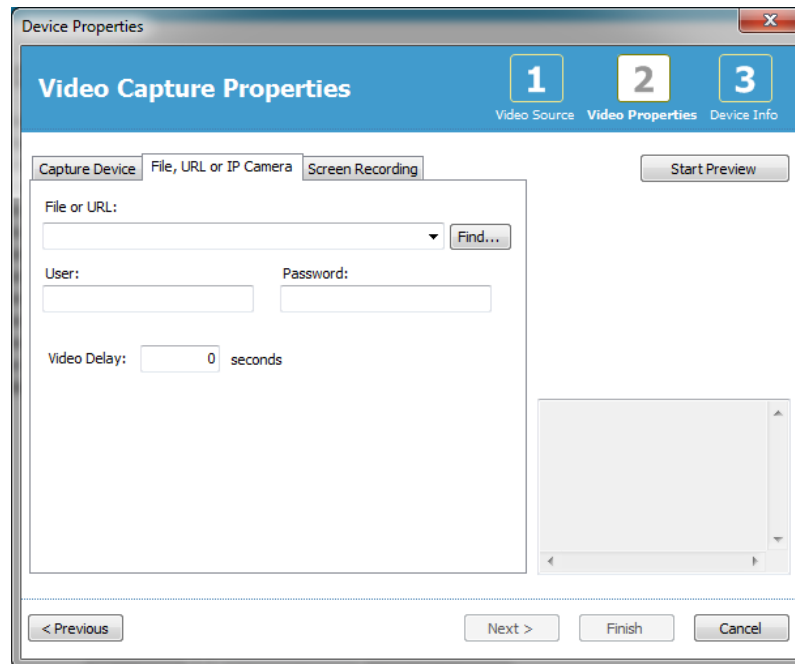 Device Properties
X
Video Capture Properties
1 2 3
Video Source Video Properties Device Info
Capture Device File, URL or IP Camera Screen Recording
Start Preview
File or URL:
Find...
User: Password:
Video Delay: 0 seconds
< Previous Next > Finish Cancel